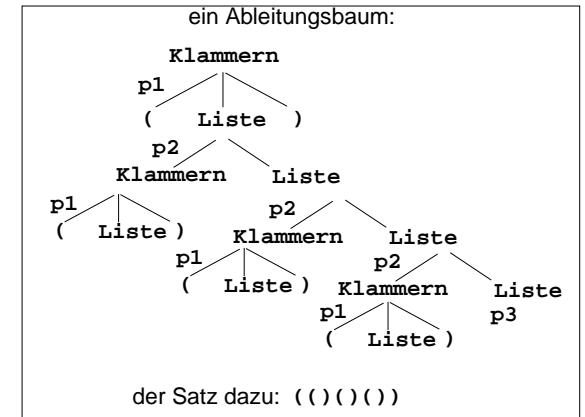 ein Ableitungsbaum:
Klammern
p1
( Liste )
p2
Klammern Liste
p1 p2
( Liste ) Klammern Liste
p1 p2
( Liste ) Klammern Liste
p1 p3
( Liste )
der Satz dazu: (()()())